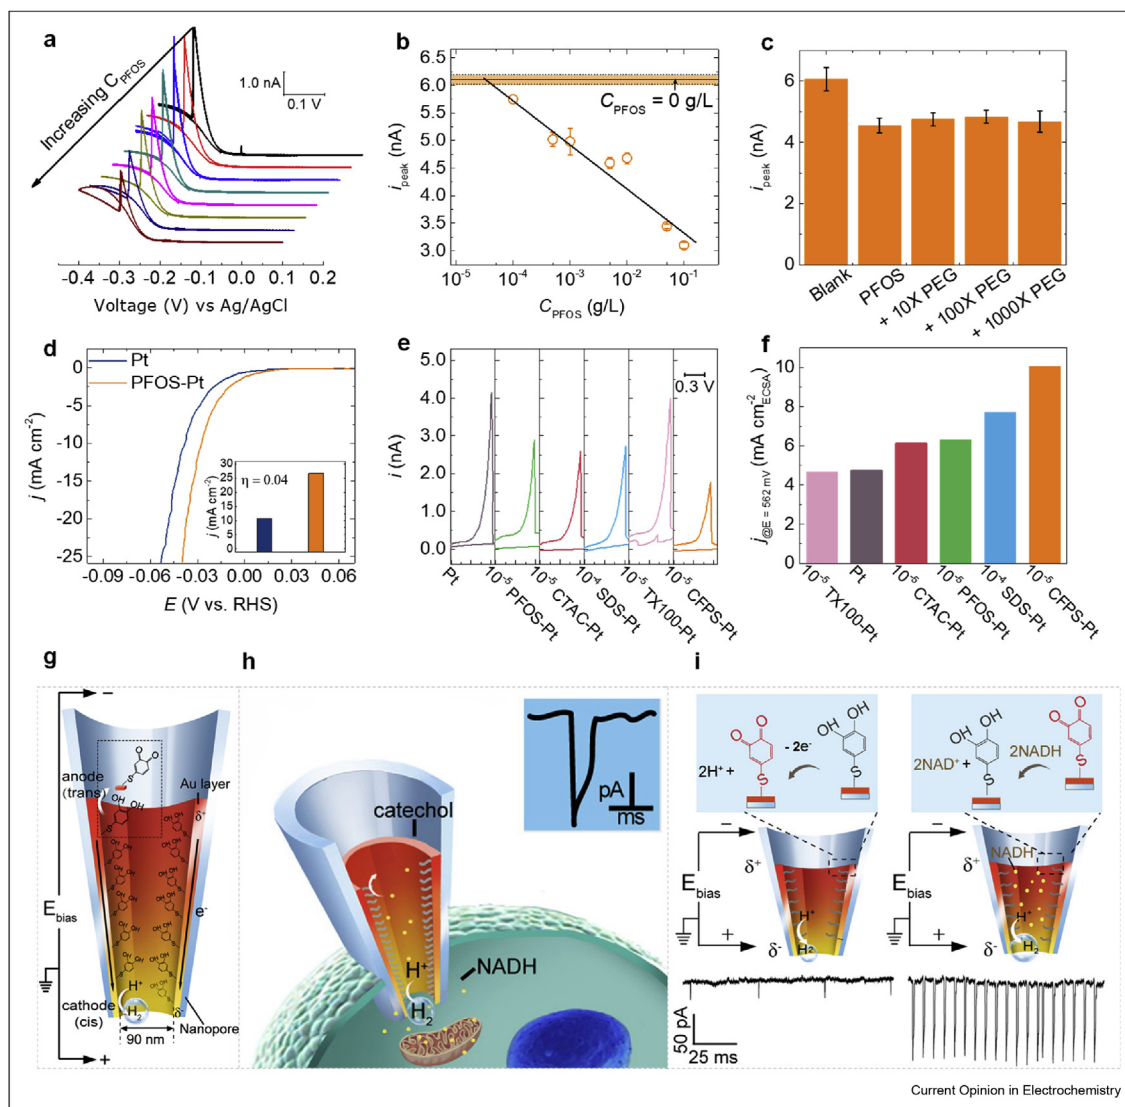 a
Increasing C_PFOS
1.0 nA
0.1 V
-0.4 -0.3 -0.2 -0.1 0.0 0.1 0.2
Voltage (V) vs Ag/AgCl
b
6.5
6.0
5.5
5.0
4.5
4.0
3.5
3.0
i_peak (nA)
C_PFOS = 0 g/L
10⁻⁵ 10⁻⁴ 10⁻³ 10⁻² 10⁻¹
C_PFOS (g/L)
c
6
4
2
0
i_peak (nA)
Blank
PFOS
+ 10X PEG
+ 100X PEG
+ 1000X PEG
d
Pt
PFOS-Pt
0
-5
-10
-15
-20
-25
j (mA cm⁻²)
η = 0.04
j (mA cm⁻²)
30
25
20
15
10
5
0
-0.09 -0.06 -0.03 0.00 0.03 0.06
E (V vs. RHS)
e
5.0
4.0
3.0
2.0
1.0
0.0
i (nA)
0.3 V
Pt
10⁻⁵ PFOS-Pt
10⁻⁵ CTAC-Pt
10⁻⁴ SDS-Pt
10⁻⁵ TX100-Pt
10⁻⁵ CFPS-Pt
f
10
8
6
4
2
0
j_@E = 562 mV (mA cm⁻²_ECSA)
10⁻⁵ TX100-Pt
Pt
10⁻⁵ CTAC-Pt
10⁻⁵ PFOS-Pt
10⁻⁴ SDS-Pt
10⁻⁵ CFPS-Pt
g
−
O
O
S
anode
(trans)
Au layer
OH
OH
S
δ⁺
E_bias
e⁻
H⁺
cathode
(cis)
H₂
δ⁻
Nanopore
90 nm
+
h
pA
ms
catechol
H⁺
NADH
H₂
i
O
O
OH
HO
- 2e⁻
2H⁺ +
S
S
OH
HO
O
O
2NADH
2NAD⁺ +
S
S
−
δ⁺
E_bias
H⁺
H₂
+
δ⁻
−
NADH
δ⁺
E_bias
H⁺
H₂
+
δ⁻
50 pA
25 ms
Current Opinion in Electrochemistry